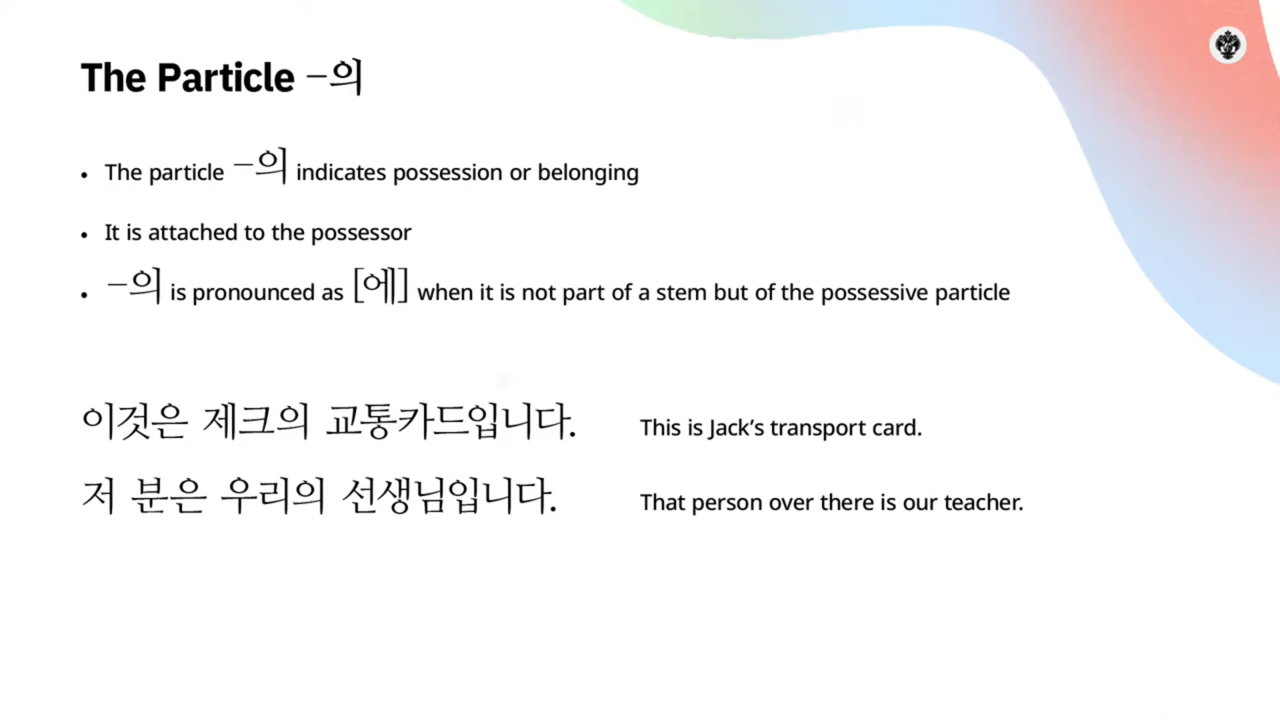 The Particle –의
• The particle –의 indicates possession or belonging
• It is attached to the possessor
• –의 is pronounced as [에] when it is not part of a stem but of the possessive particle
이것은 제크의 교통카드입니다. This is Jack’s transport card.
저 분은 우리의 선생님입니다. That person over there is our teacher.